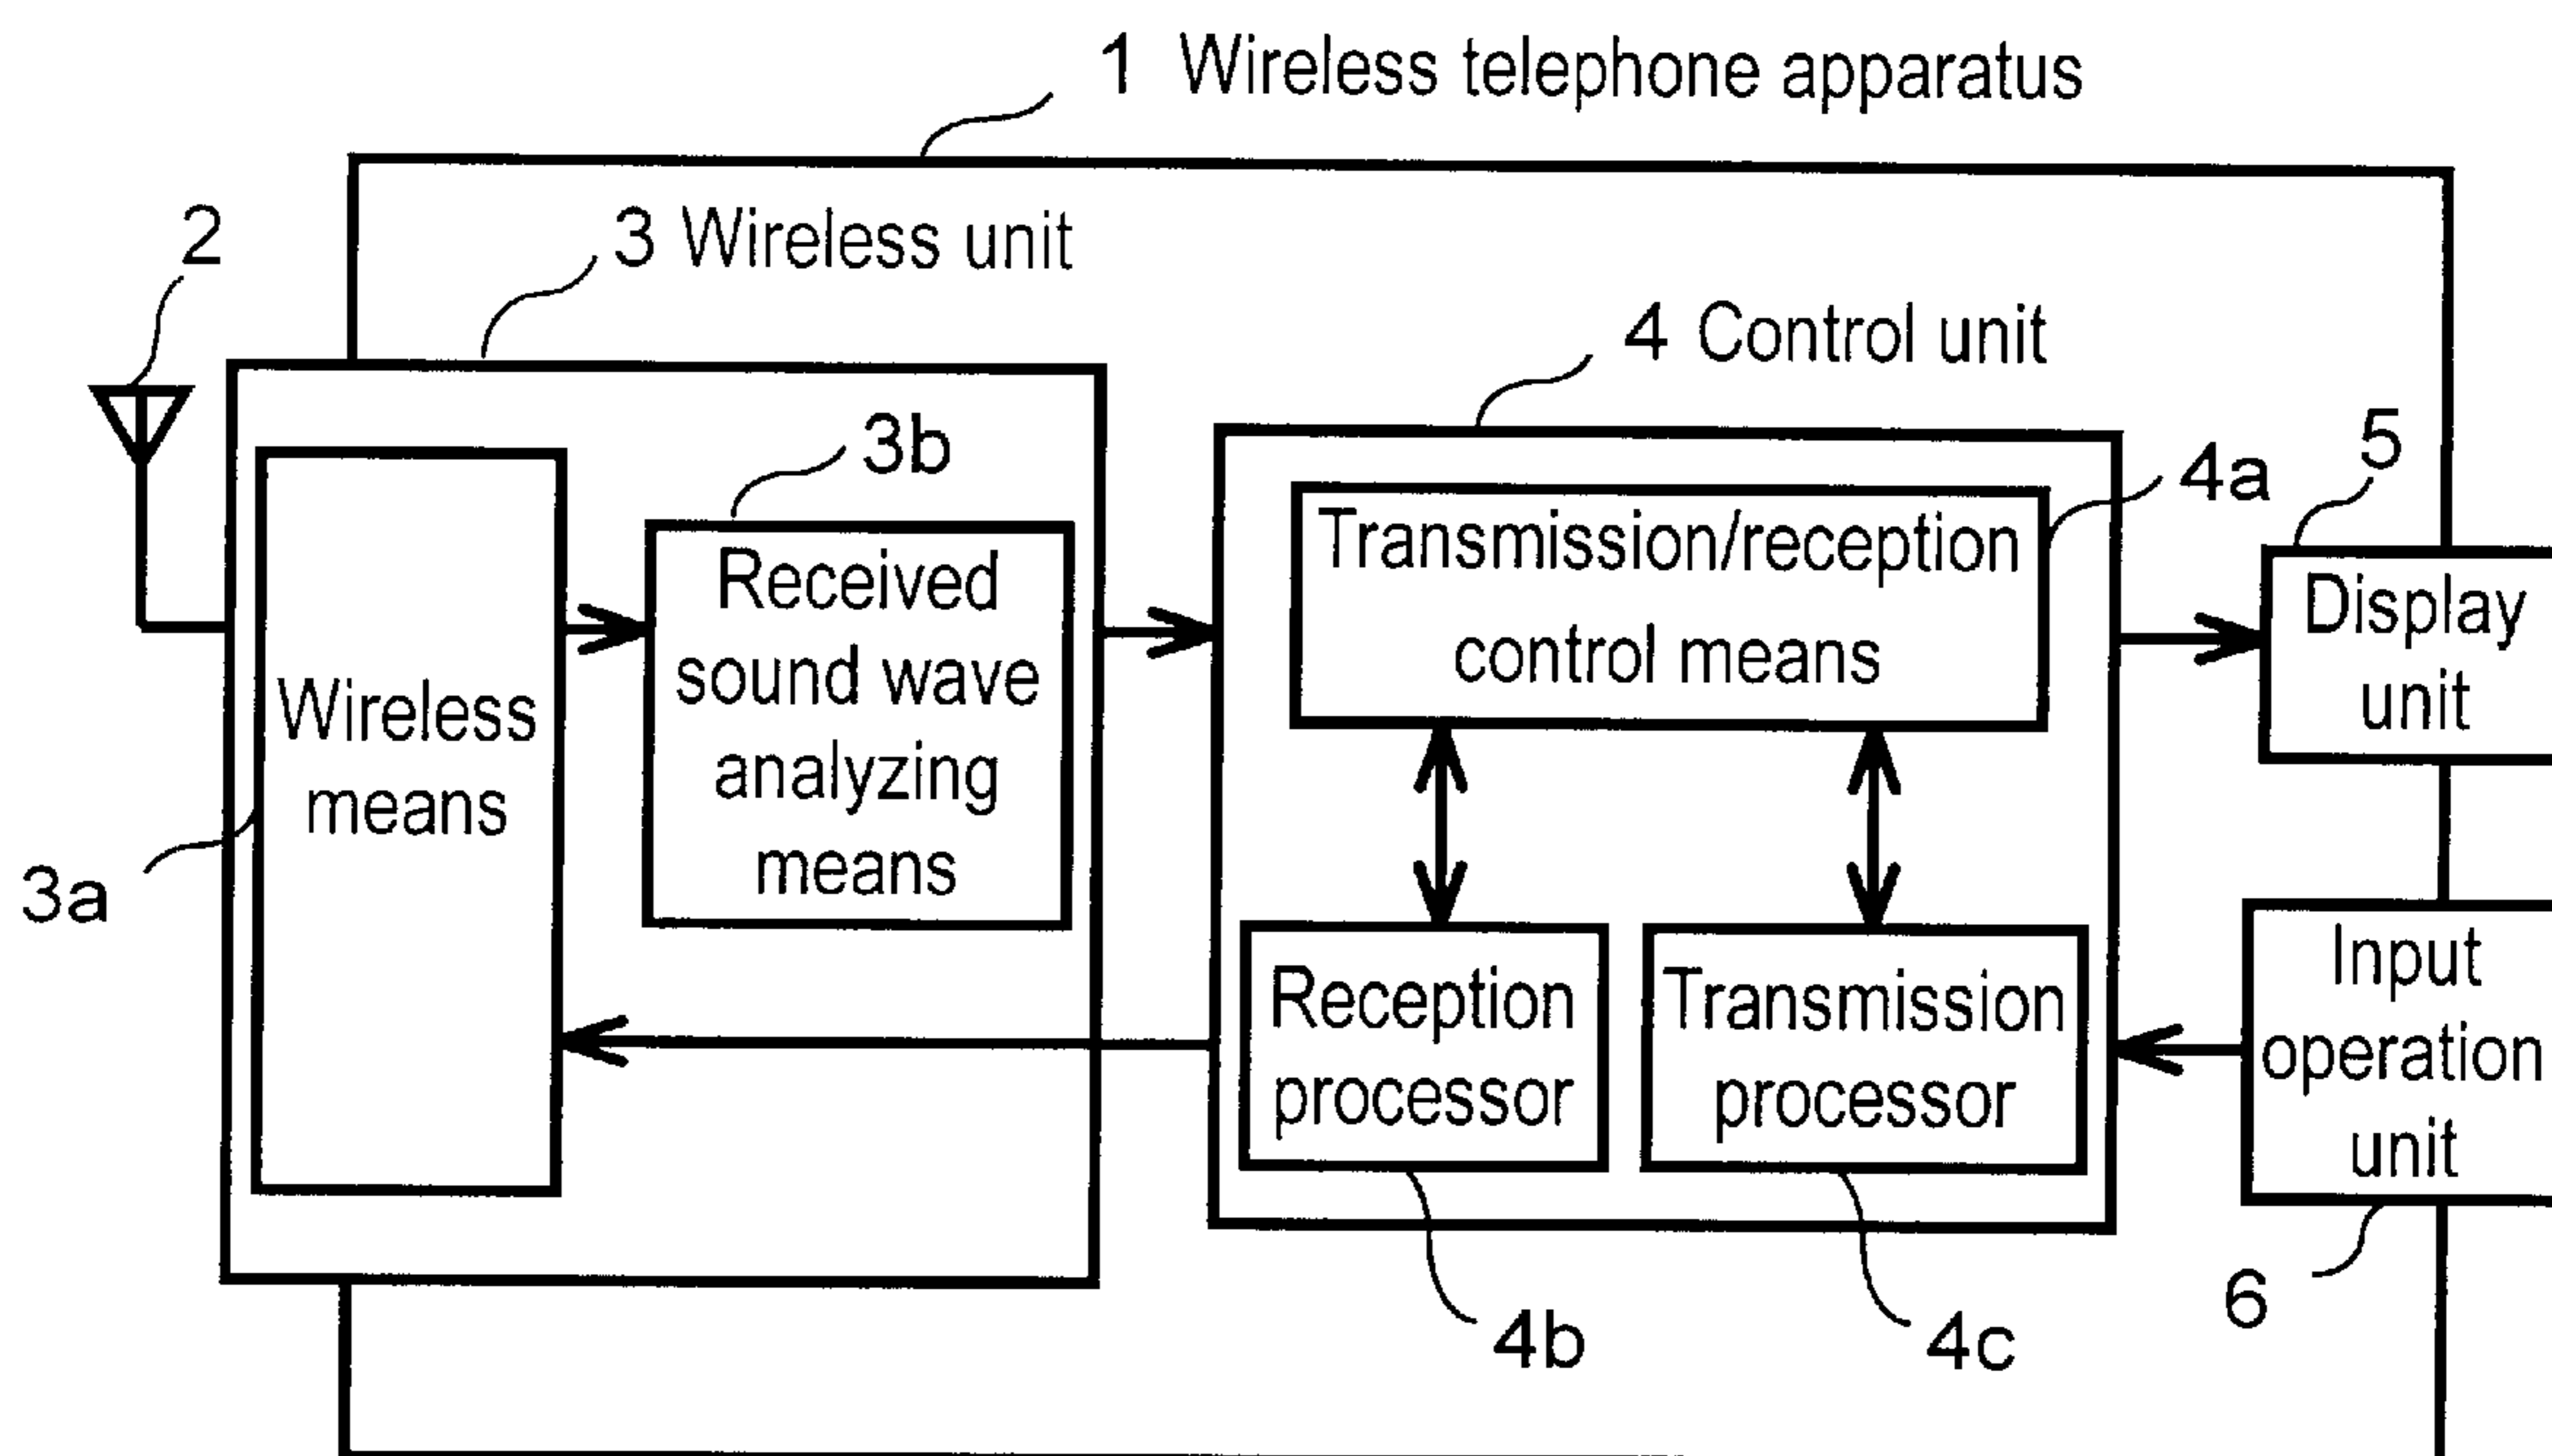 1 Wireless telephone apparatus
2
3 Wireless unit
4 Control unit
3b
4a
5
Received
sound wave
analyzing
means
Transmission/reception
control means
Display
unit
Wireless
means
3a
Reception
processor
Transmission
processor
Input
operation
unit
4b
4c
6